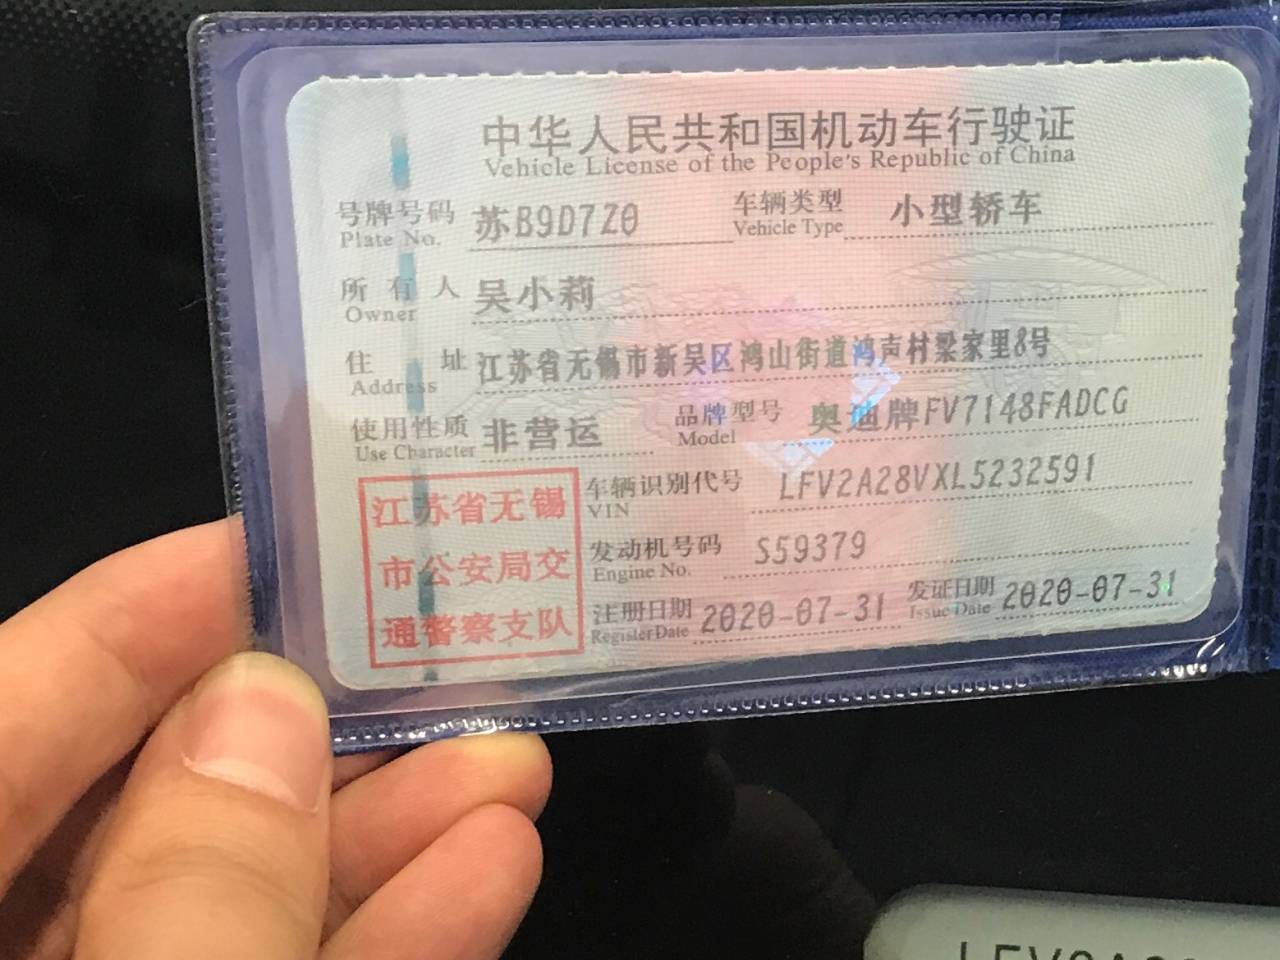 中华人民共和国机动车行驶证
Vehicle License of the People's Republic of China
号牌号码 苏B9D7Z0 车辆类型 小型轿车
Plate No. Vehicle Type
所有人 吴小莉
Owner
住址 江苏省无锡市新吴区鸿山街道鸿声村梁家里8号
Address
使用性质 非营运 品牌型号 奥迪牌FV7148FADCG
Use Character Model
车辆识别代号 LFV2A28VXL5232591
VIN
发动机号码 S59379
Engine No.
注册日期 2020-07-31 发证日期 2020-07-31
Register Date Issue Date
江苏省无锡
市公安局交
通警察支队